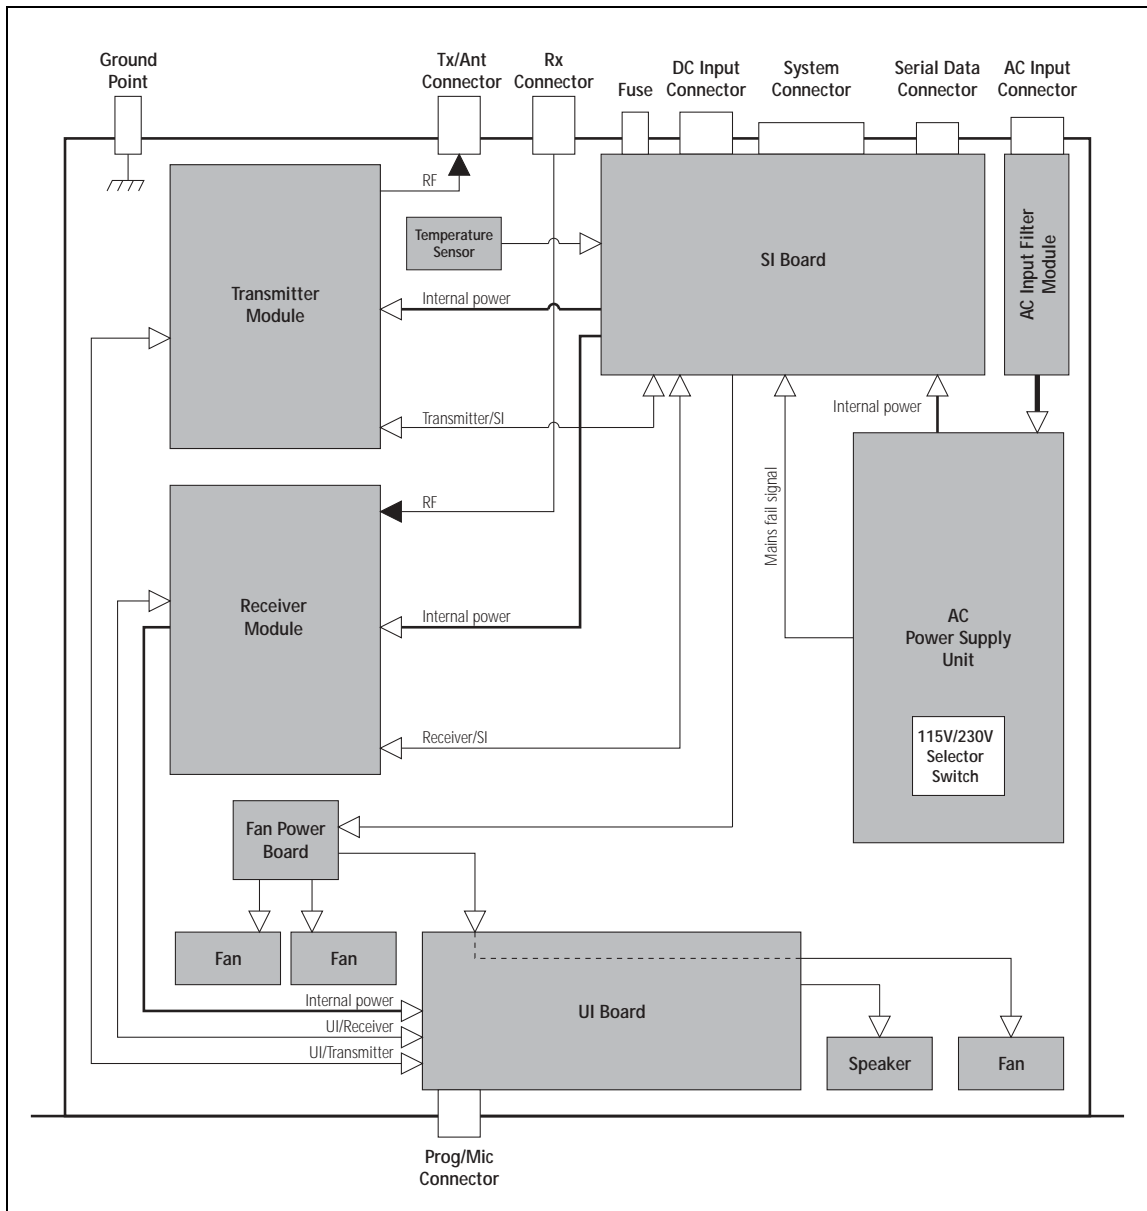 Ground
Point
Tx/Ant
Connector
Rx
Connector
Fuse
DC Input
Connector
System
Connector
Serial Data
Connector
AC Input
Connector
RF
Temperature
Sensor
SI Board
AC Input Filter
Module
Transmitter
Module
Internal power
Transmitter/SI
Internal power
Mains fail signal
RF
Receiver
Module
Internal power
AC
Power Supply
Unit
Receiver/SI
115V/230V
Selector
Switch
Fan Power
Board
Fan
Fan
Internal power
UI/Receiver
UI/Transmitter
UI Board
Speaker
Fan
Prog/Mic
Connector